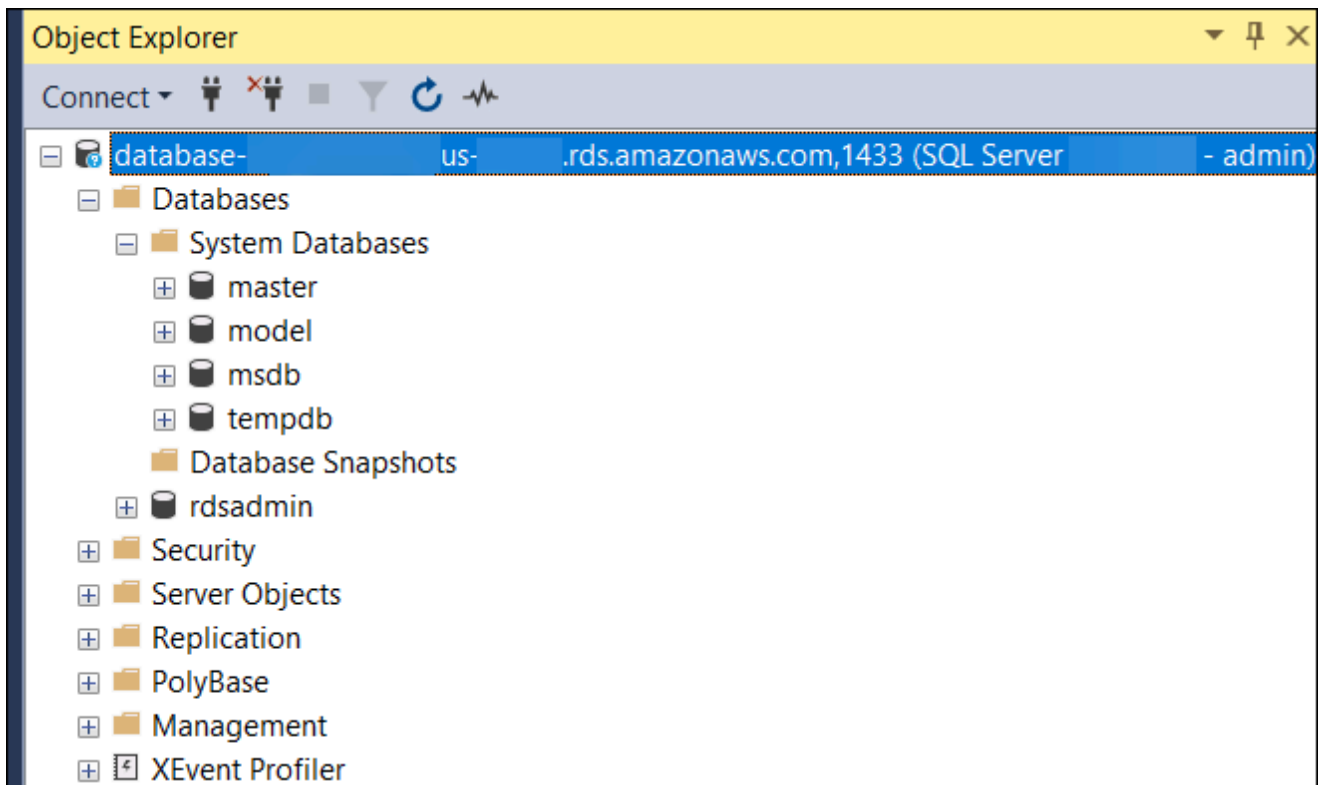 Object Explorer
Connect
database- us- .rds.amazonaws.com,1433 (SQL Server - admin)
Databases
System Databases
master
model
msdb
tempdb
Database Snapshots
rdsadmin
Security
Server Objects
Replication
PolyBase
Management
XEvent Profiler